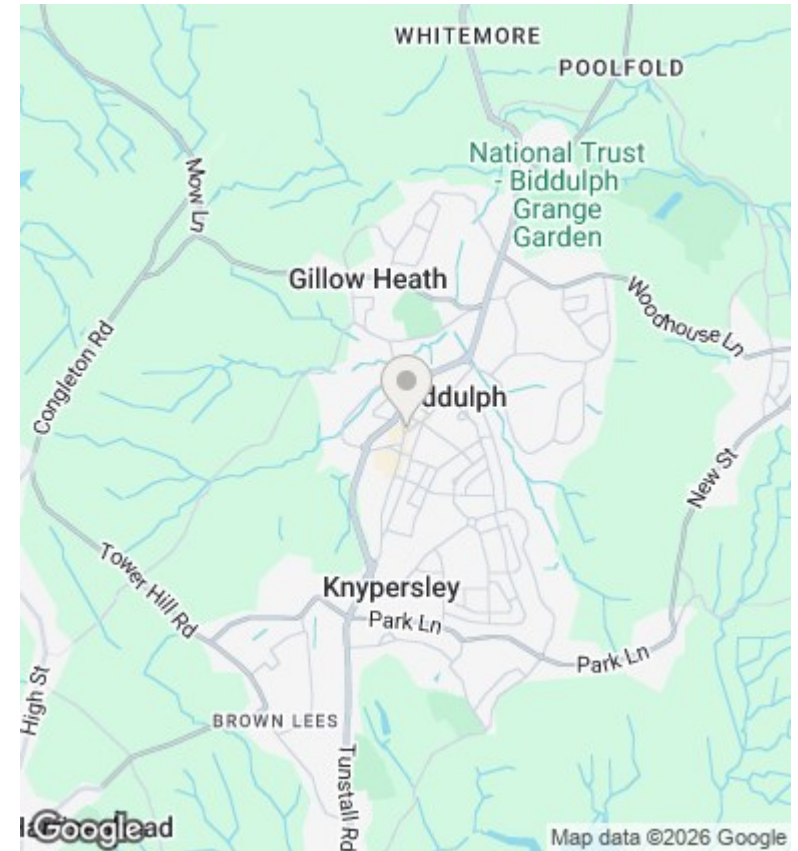 WHITEMORE
POOLFOLD
National Trust
- Biddulph
Grange
Garden
Mow Ln
Gillow Heath
Woodhouse Ln
Congleton Rd
ddulph
New St
Tower Hill Rd
Knypersley
Park Ln
Park Ln
High St
BROWN LEES
Tunstall Rd
Google
ad
Map data ©2026 Google